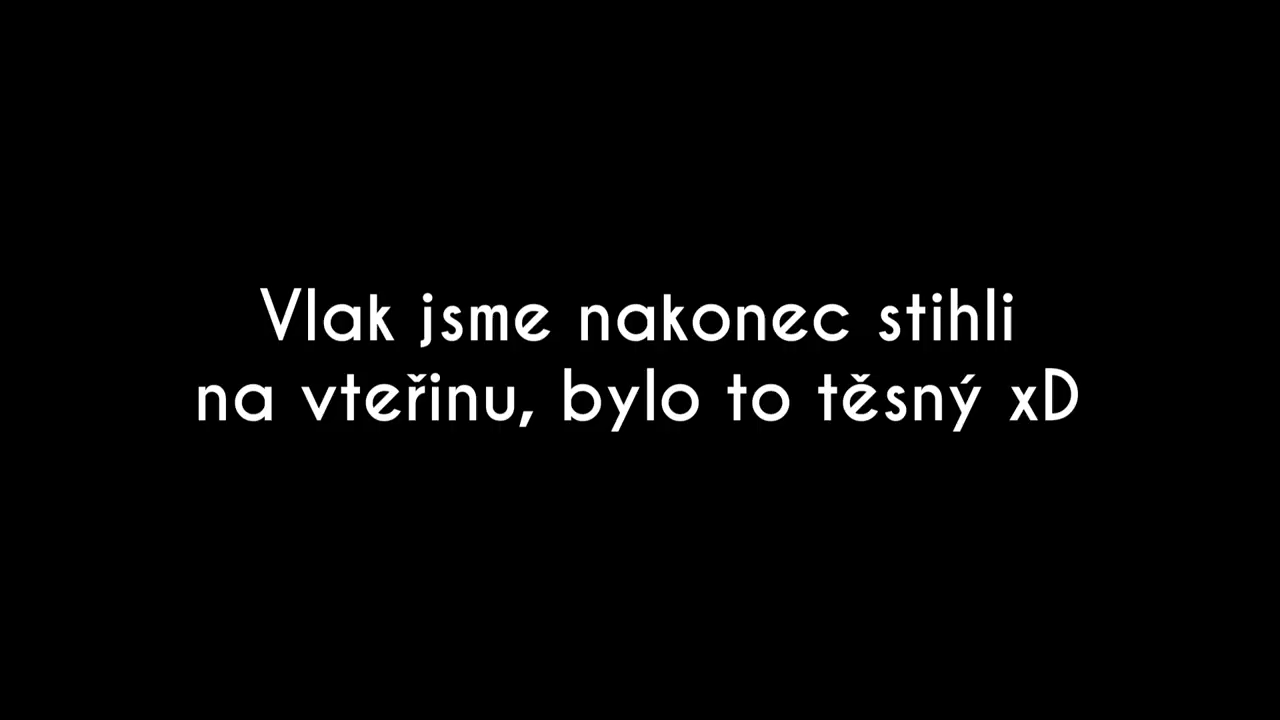 Vlak jsme nakonec stihli
na vteřinu, bylo to těsný xD